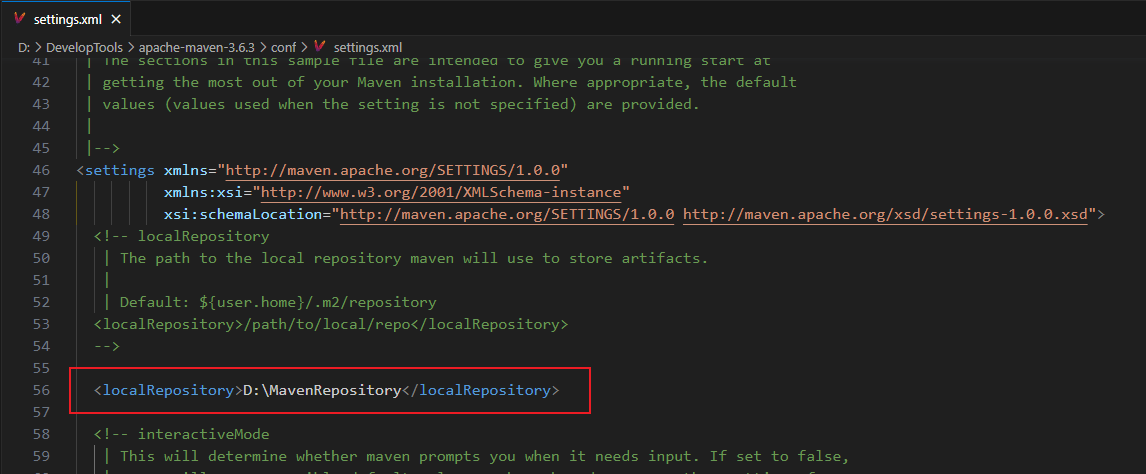 settings.xml ×
D: > DevelopTools > apache-maven-3.6.3 > conf > settings.xml
41 | The sections in this sample file are intended to give you a running start at
42 | getting the most out of your Maven installation. Where appropriate, the default
43 | values (values used when the setting is not specified) are provided.
44 |
45 |-->
46 <settings xmlns="http://maven.apache.org/SETTINGS/1.0.0"
47 xmlns:xsi="http://www.w3.org/2001/XMLSchema-instance"
48 xsi:schemaLocation="http://maven.apache.org/SETTINGS/1.0.0 http://maven.apache.org/xsd/settings-1.0.0.xsd">
49 <!-- localRepository
50 | The path to the local repository maven will use to store artifacts.
51 |
52 | Default: ${user.home}/.m2/repository
53 <localRepository>/path/to/local/repo</localRepository>
54 -->
55
56 <localRepository>D:\MavenRepository</localRepository>
57
58 <!-- interactiveMode
59 | This will determine whether maven prompts you when it needs input. If set to false,